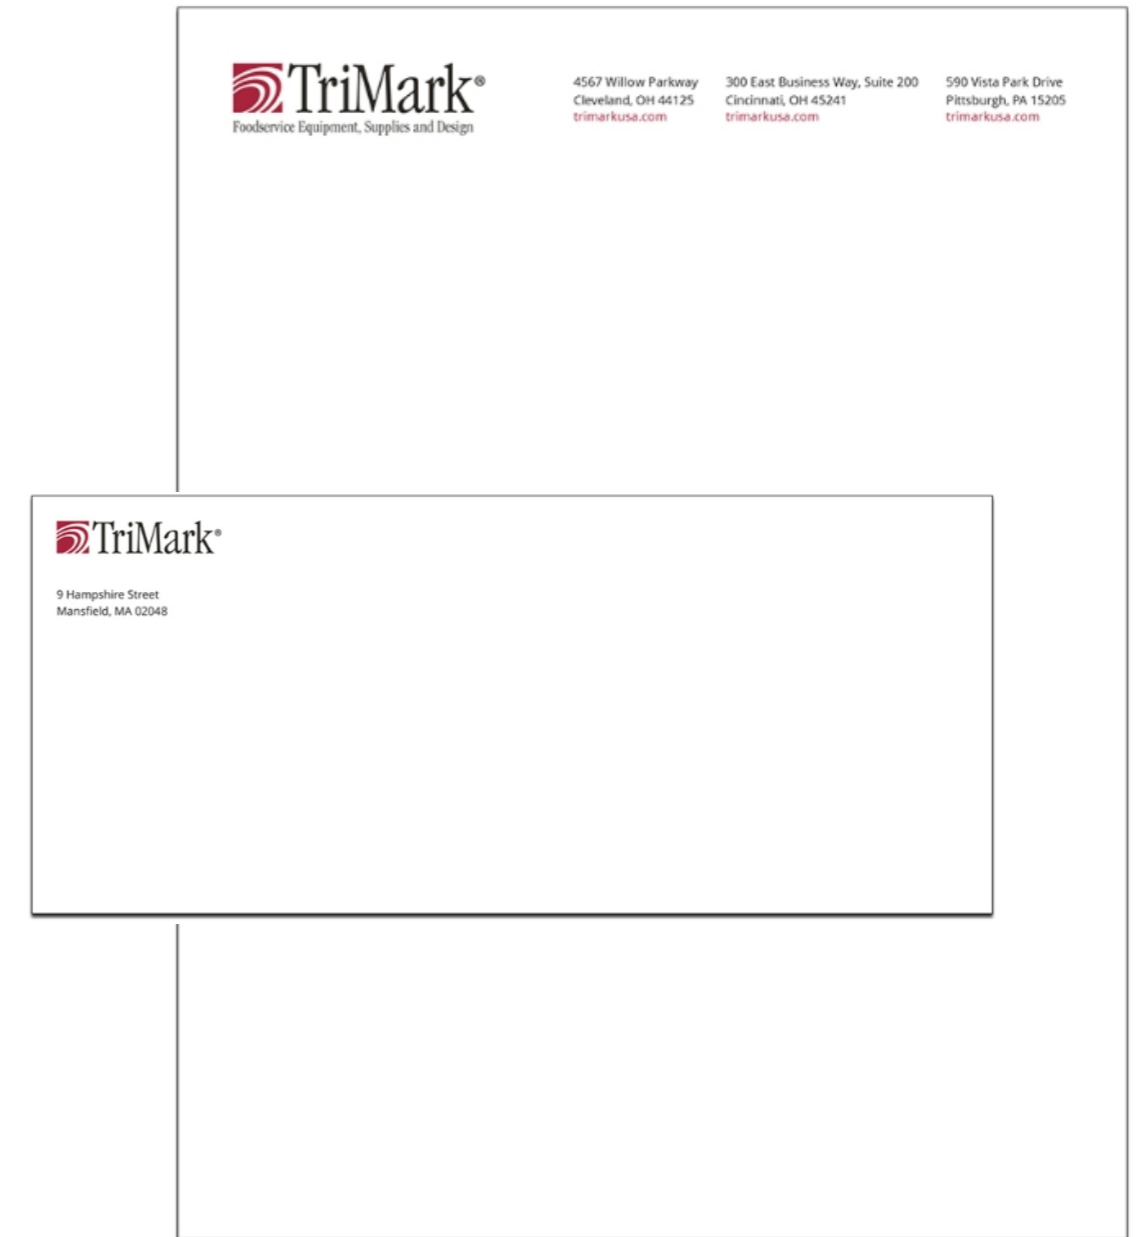 TriMark®
Foodservice Equipment, Supplies and Design
4567 Willow Parkway
Cleveland, OH 44125
trimarkusa.com
300 East Business Way, Suite 200
Cincinnati, OH 45241
trimarkusa.com
590 Vista Park Drive
Pittsburgh, PA 15205
trimarkusa.com
TriMark®
9 Hampshire Street
Mansfield, MA 02048